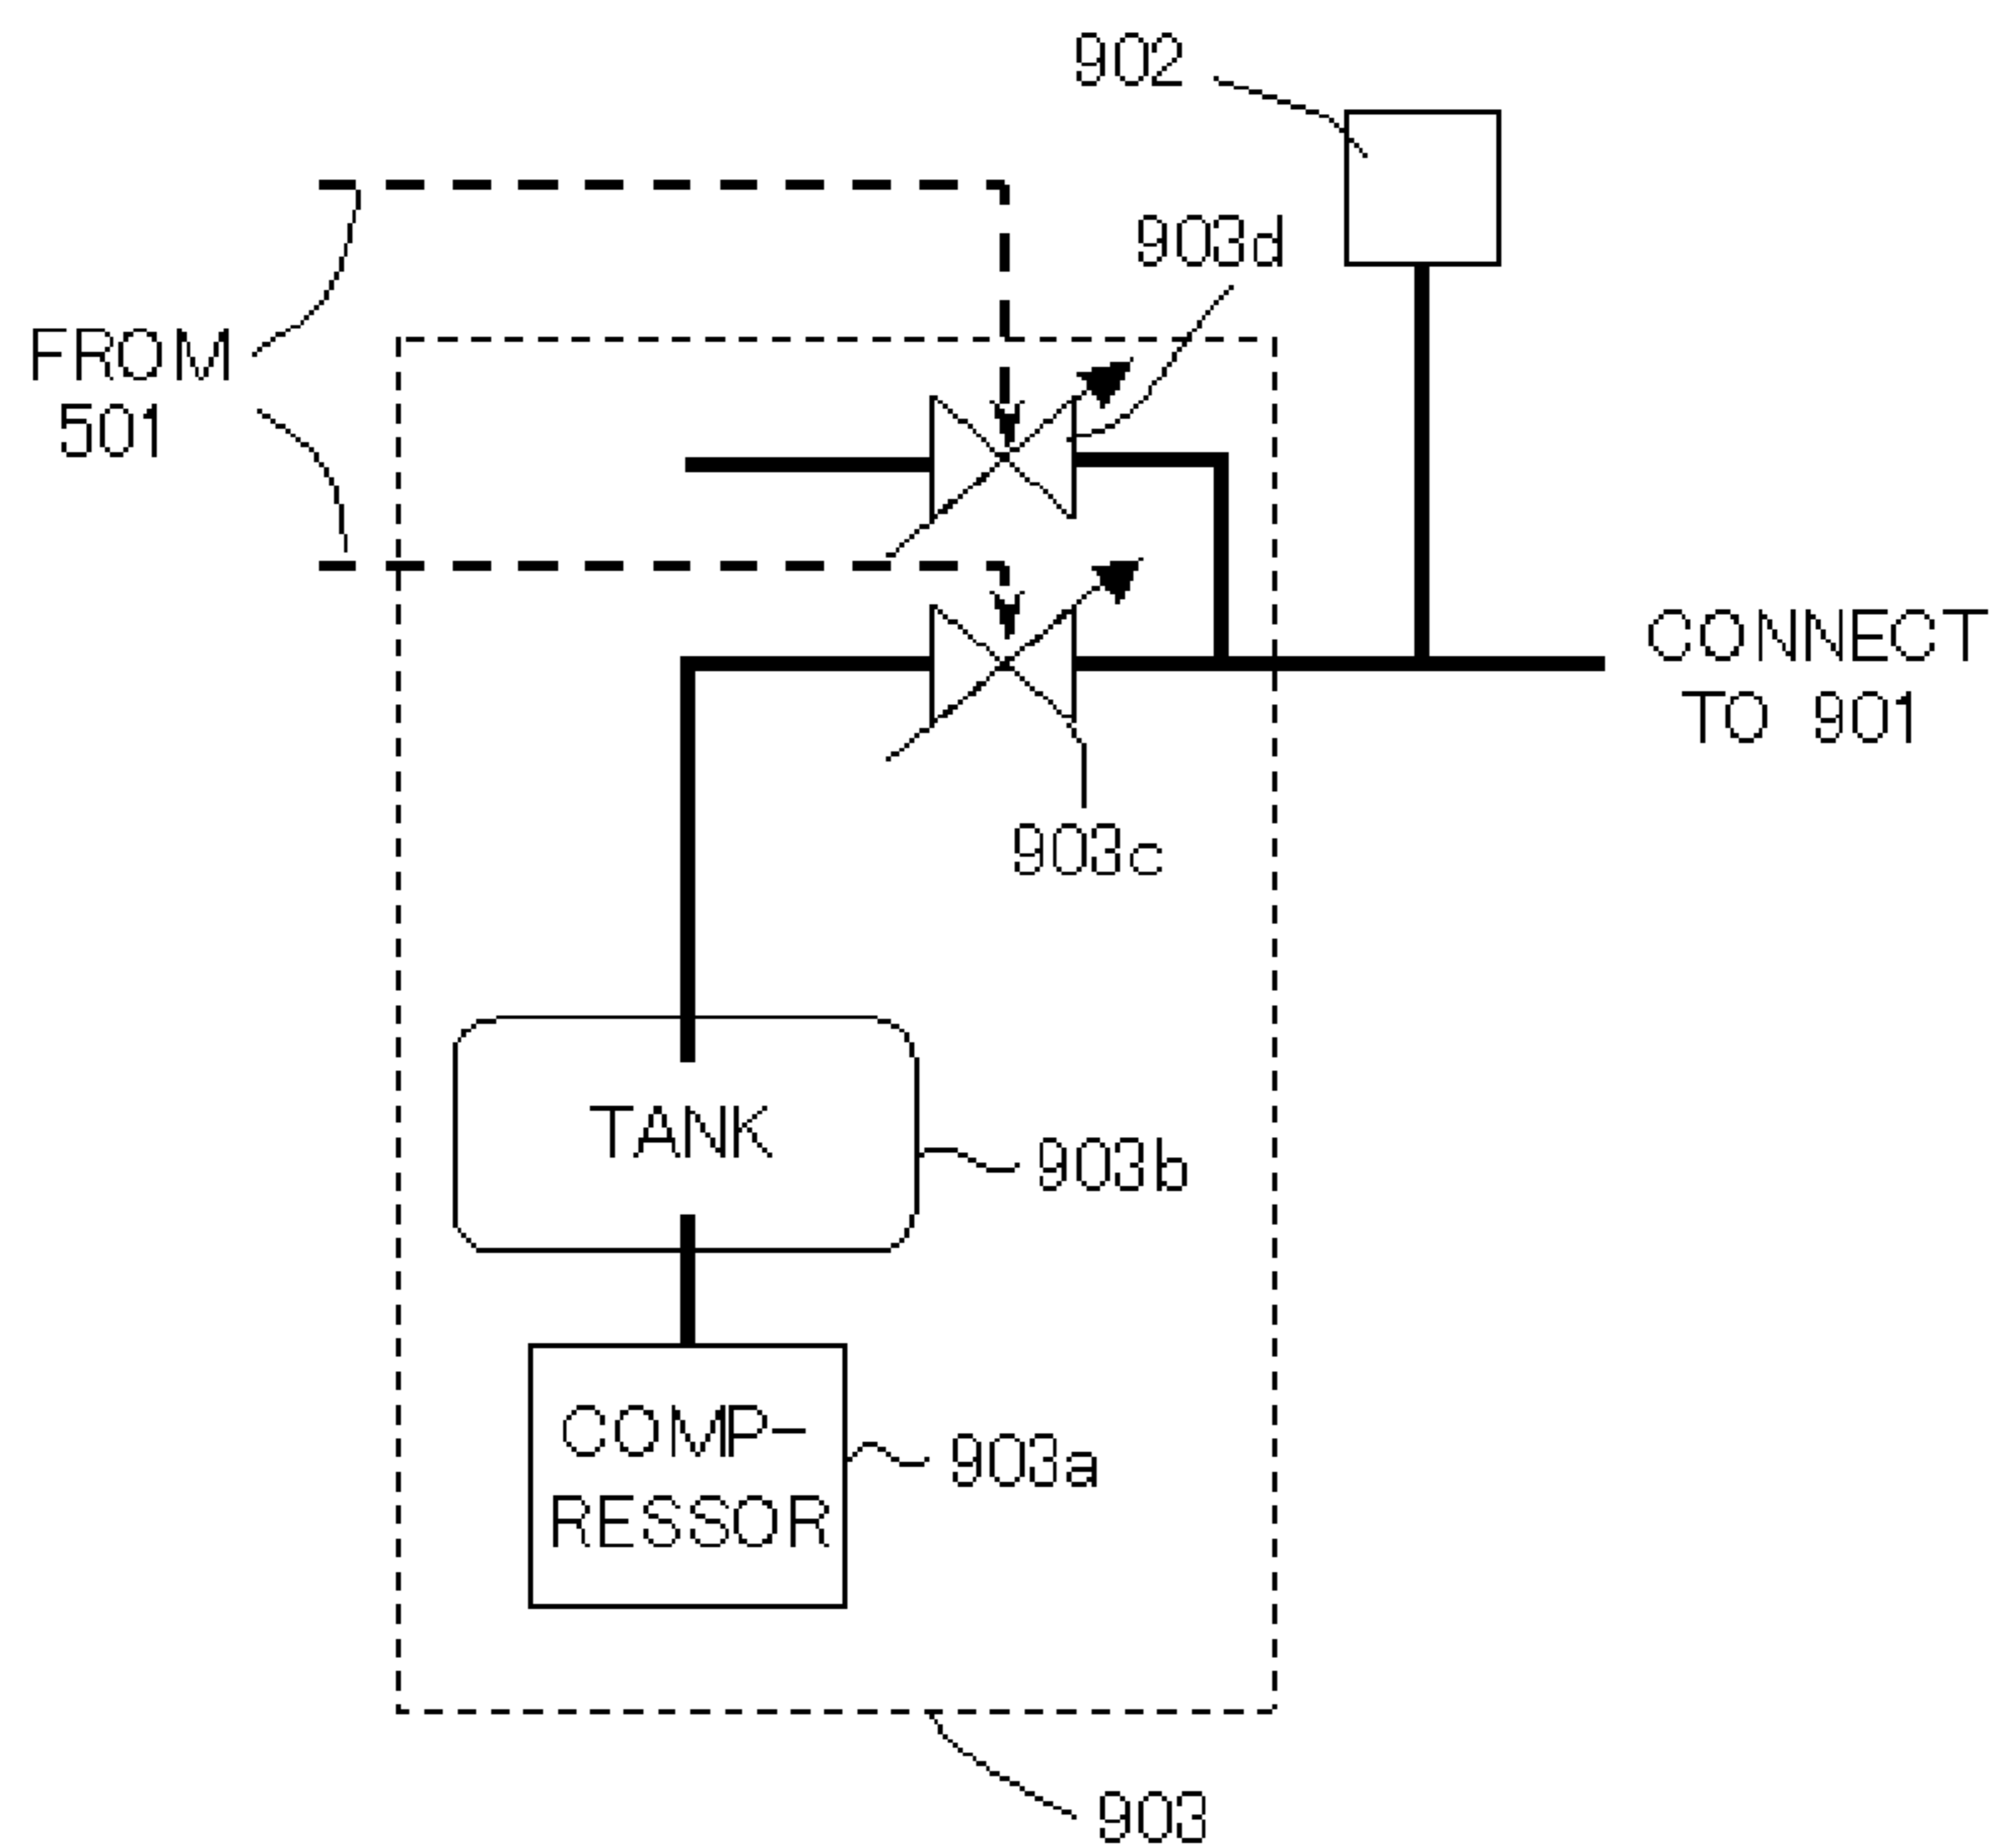 902
903d
FROM
501
CONNECT
TO 901
903c
TANK
903b
COMP-
RESSOR
903a
903